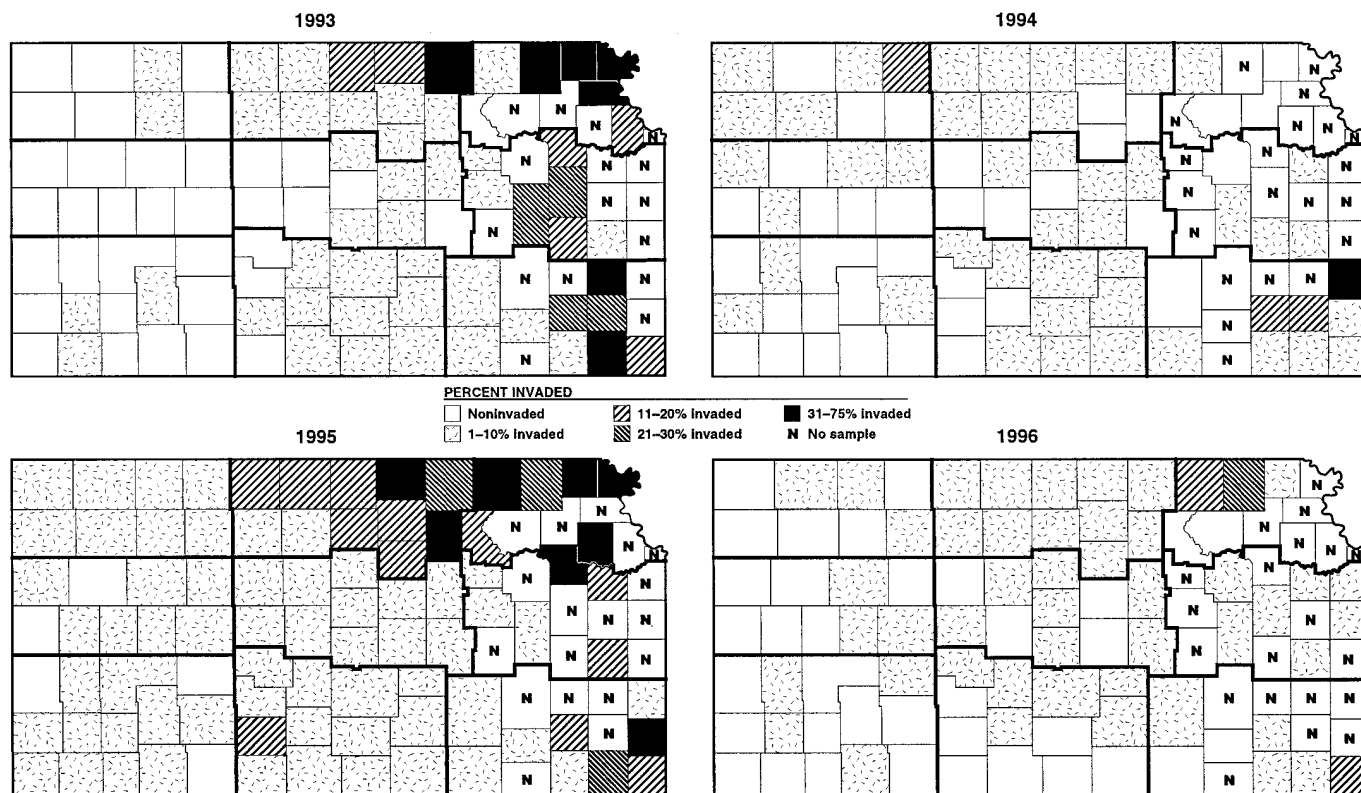 1993
N N
N
N
N
N N
N N
N
N
N N N
N
N
1994
N N
N
N N N N
N N
N
N N
N
N N N
N
N
PERCENT INVADED
Noninvaded
1–10% invaded
11–20% invaded
21–30% invaded
31–75% invaded
N No sample
1995
N
N N
N
N
N N
N N N
N N N
N N N
N
N
1996
N
N
N N N
N N
N
N
N N
N N N N
N N
N